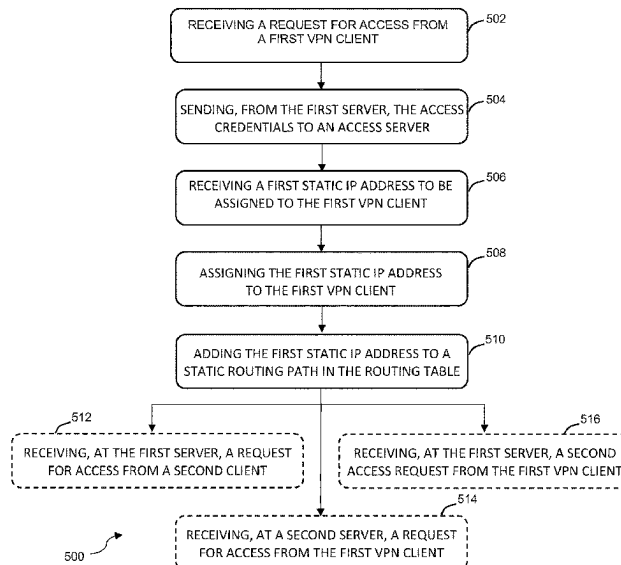 RECEIVING A REQUEST FOR ACCESS FROM
A FIRST VPN CLIENT
502
SENDING, FROM THE FIRST SERVER, THE ACCESS
CREDENTIALS TO AN ACCESS SERVER
504
RECEIVING A FIRST STATIC IP ADDRESS TO BE
ASSIGNED TO THE FIRST VPN CLIENT
506
ASSIGNING THE FIRST STATIC IP ADDRESS
TO THE FIRST VPN CLIENT
508
ADDING THE FIRST STATIC IP ADDRESS TO A
STATIC ROUTING PATH IN THE ROUTING TABLE
510
512
RECEIVING, AT THE FIRST SERVER, A REQUEST
FOR ACCESS FROM A SECOND CLIENT
516
RECEIVING, AT THE FIRST SERVER, A SECOND
ACCESS REQUEST FROM THE FIRST VPN CLIENT
514
RECEIVING, AT A SECOND SERVER, A REQUEST
FOR ACCESS FROM THE FIRST VPN CLIENT
500